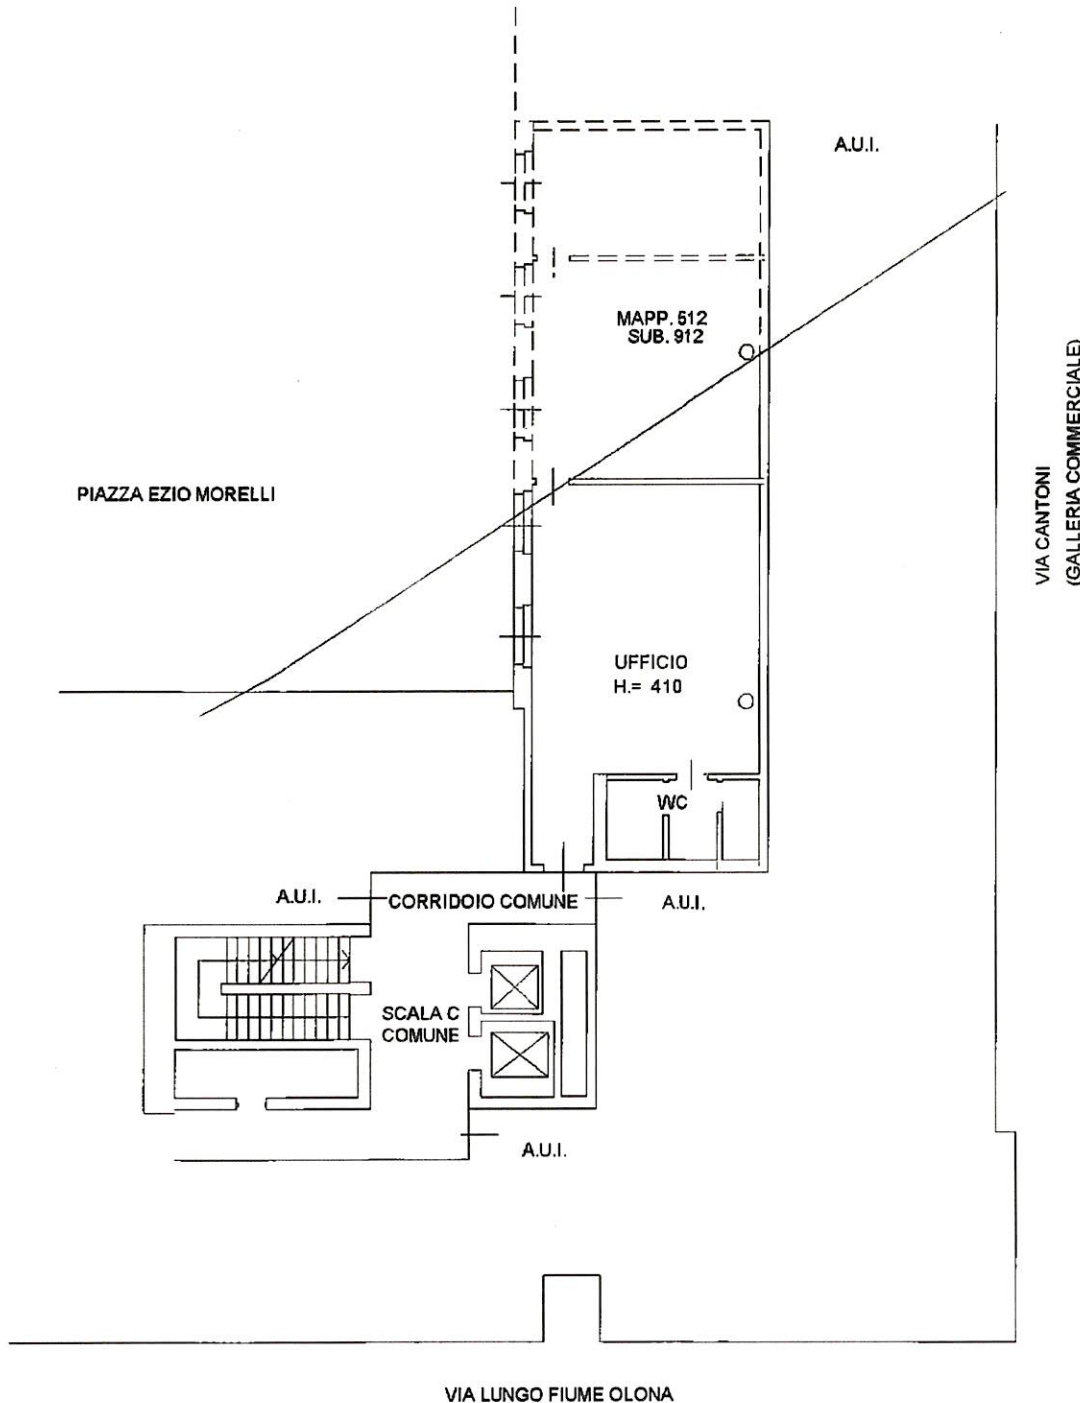 A.U.I.
MAPP. 512
SUB. 912
VIA CANTONI
(GALLERIA COMMERCIALE)
PIAZZA EZIO MORELLI
UFFICIO
H.= 410
WC
A.U.I.
CORRIDOIO COMUNE
A.U.I.
SCALA C
COMUNE
A.U.I.
VIA LUNGO FIUME OLONA